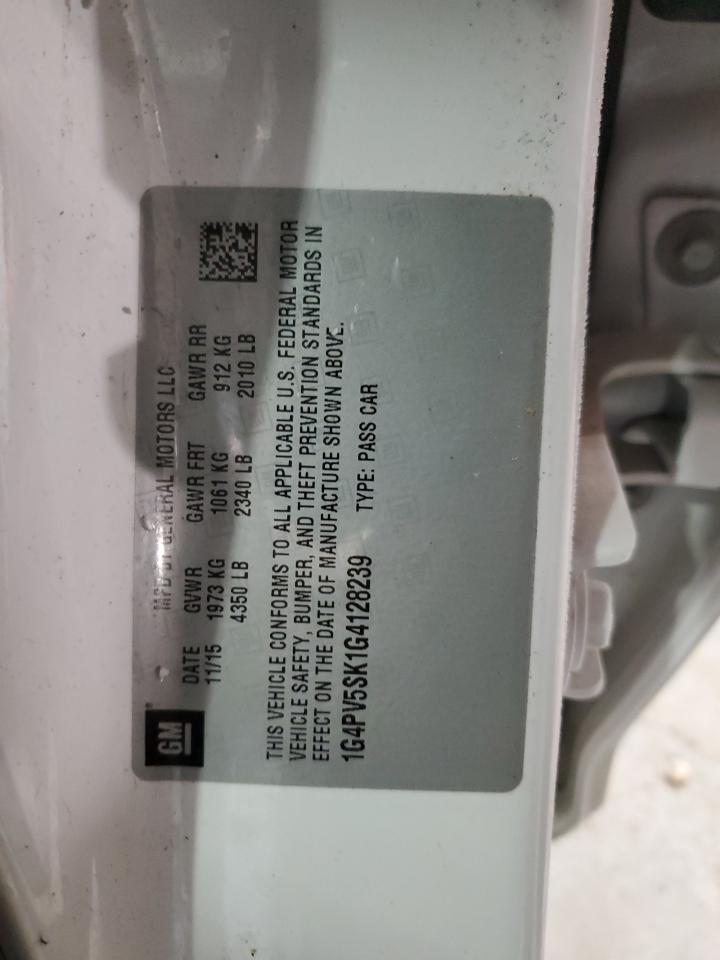 GM
MFD BY GENERAL MOTORS LLC
DATE GVWR GAWR FRT GAWR RR
11/15 1973 KG 1061 KG 912 KG
4350 LB 2340 LB 2010 LB
THIS VEHICLE CONFORMS TO ALL APPLICABLE U.S. FEDERAL MOTOR
VEHICLE SAFETY, BUMPER, AND THEFT PREVENTION STANDARDS IN
EFFECT ON THE DATE OF MANUFACTURE SHOWN ABOVE.
1G4PV5SK1G4128239 TYPE: PASS CAR